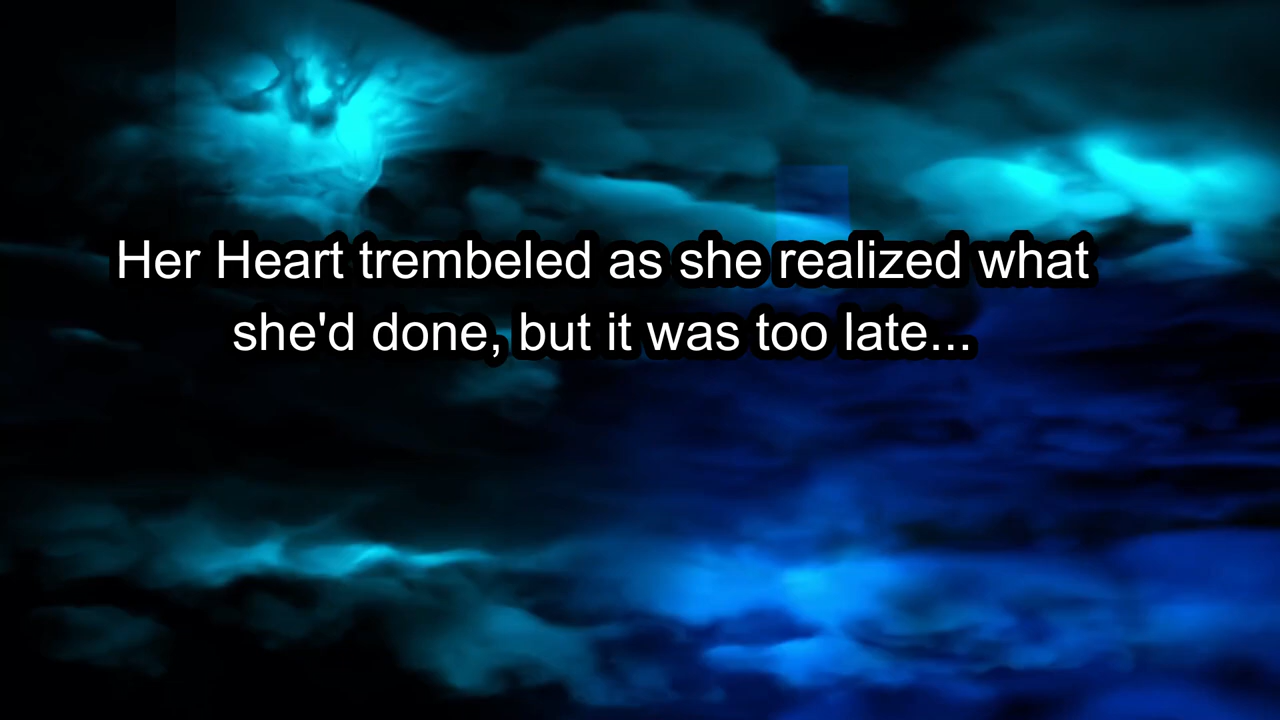 Her Heart trembeled as she realized what
she'd done, but it was too late...